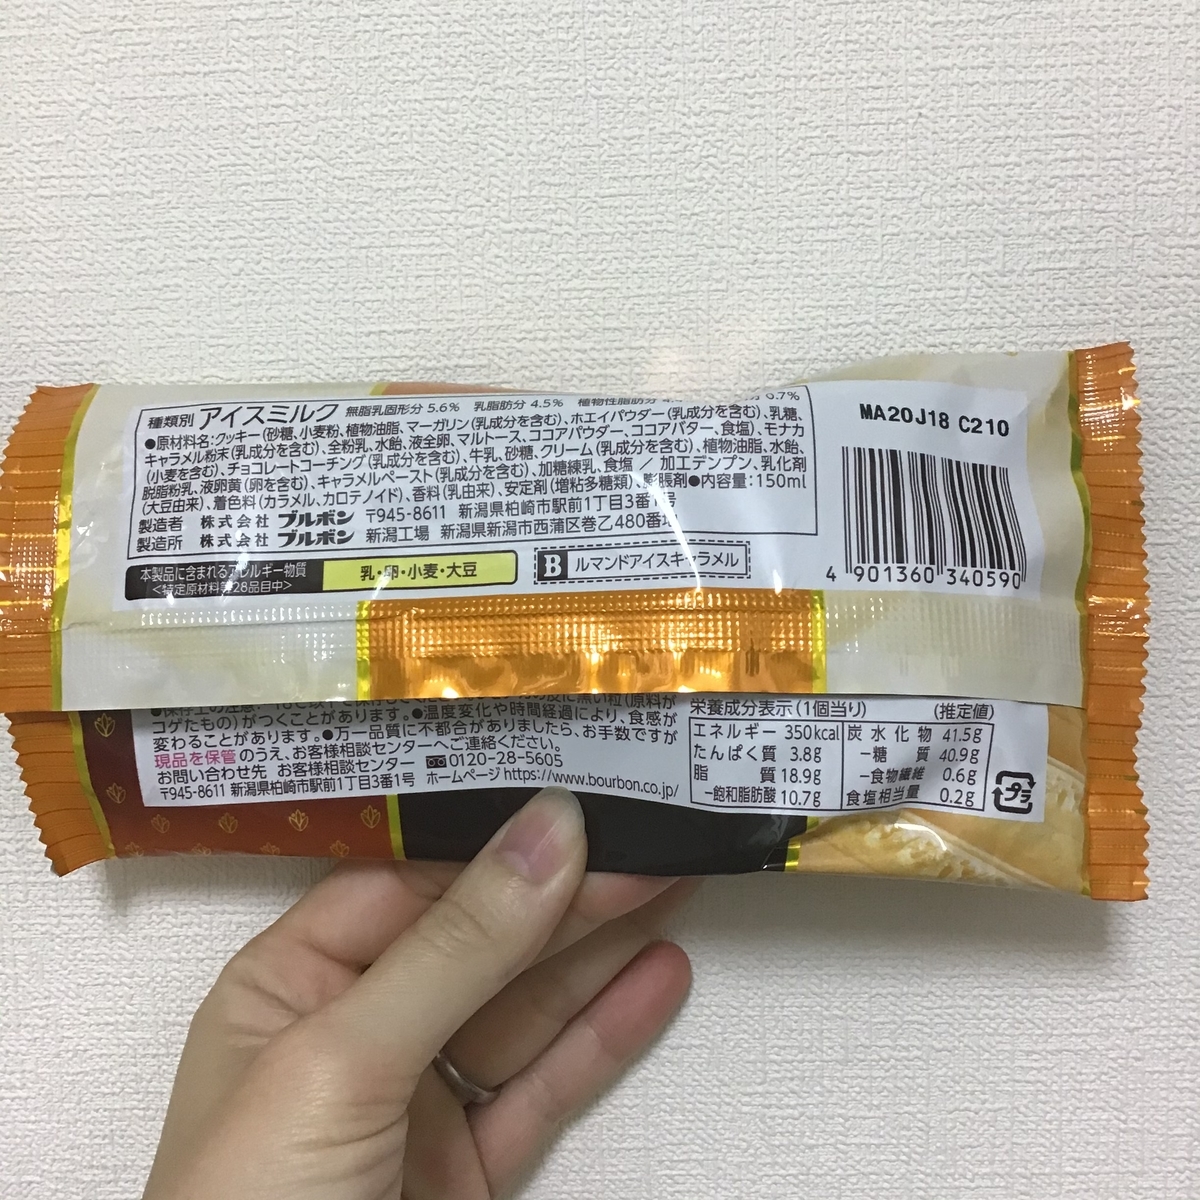 種類別 アイスミルク 無脂乳固形分 5.6% 乳脂肪分 4.5% 植物性脂肪分 0.7%
●原材料名:クッキー(砂糖、小麦粉、植物油脂、マーガリン(乳成分を含む)、ホエイパウダー(乳成分を含む)、乳糖、
キャラメル粉末(乳成分を含む)、全粉乳、水飴、液全卵、マルトース、ココアパウダー、ココアバター、食塩)、モナカ
(小麦を含む)、チョコレートコーチング(乳成分を含む)、牛乳、砂糖、クリーム(乳成分を含む)、植物油脂、水飴、
脱脂粉乳、液卵黄(卵を含む)、キャラメルペースト(乳成分を含む)、加糖練乳、食塩 / 加工デンプン、乳化剤
(大豆由来)、着色料(カラメル、カロテノイド)、香料(乳由来)、安定剤(増粘多糖類)、膨脹剤●内容量:150ml
製造者 株式会社 ブルボン 〒945-8611 新潟県柏崎市駅前1丁目3番1号
製造所 株式会社 ブルボン 新潟工場 新潟県新潟市西蒲区巻乙480番地
本製品に含まれるアレルギー物質
<特定原材料等28品目中>
乳・卵・小麦・大豆
B ルマンドアイスキャラメル
MA20J18 C210
4 901360 340590
コゲたもの)がつくことがあります。●温度変化や時間経過により、食感が
変わることがあります。●万一品質に不都合がありましたら、お手数ですが
現品を保管のうえ、お客様相談センターへご連絡ください。
お問い合わせ先 お客様相談センター 0120-28-5605
〒945-8611 新潟県柏崎市駅前1丁目3番1号 ホームページ https://www.bourbon.co.jp/
栄養成分表示(1個当り) (推定値)
エネルギー 350kcal 炭水化物 41.5g
たんぱく質 3.8g −糖質 40.9g
脂質 18.9g −食物繊維 0.6g
−飽和脂肪酸 10.7g 食塩相当量 0.2g
プラ